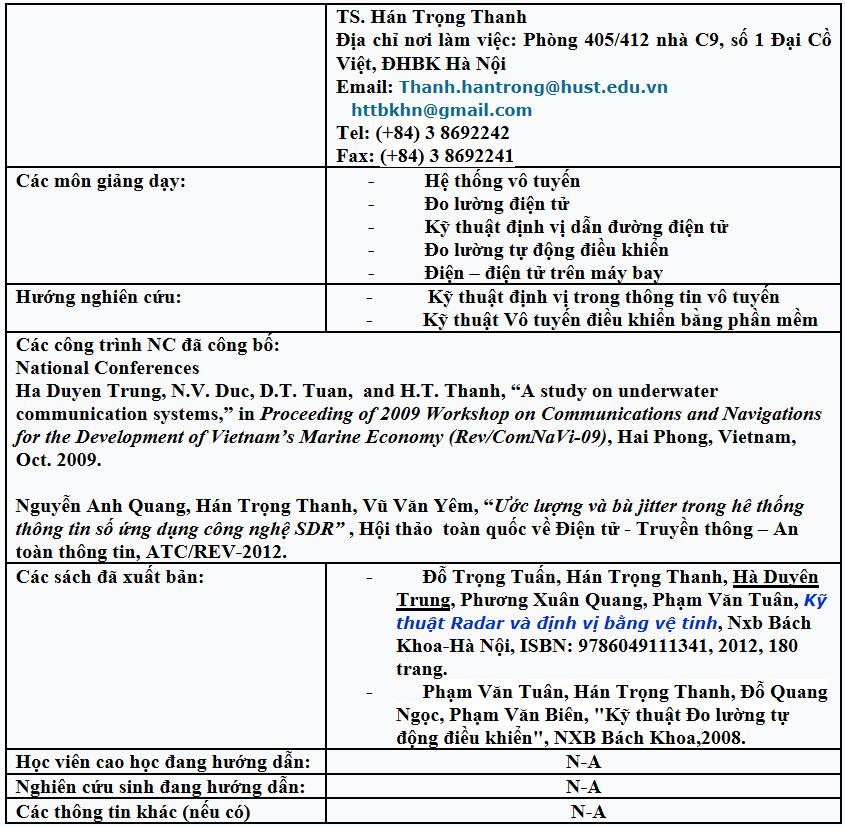 TS. Hán Trọng Thanh
Địa chỉ nơi làm việc: Phòng 405/412 nhà C9, số 1 Đại Cồ
Việt, ĐHBK Hà Nội
Email: Thanh.hantrong@hust.edu.vn
httbkhn@gmail.com
Tel: (+84) 3 8692242
Fax: (+84) 3 8692241
Các môn giảng dạy:
- Hệ thống vô tuyến
- Đo lường điện tử
- Kỹ thuật định vị dẫn đường điện tử
- Đo lường tự động điều khiển
- Điện – điện tử trên máy bay
Hướng nghiên cứu:
- Kỹ thuật định vị trong thông tin vô tuyến
- Kỹ thuật Vô tuyến điều khiển bằng phần mềm
Các công trình NC đã công bố:
National Conferences
Ha Duyen Trung, N.V. Duc, D.T. Tuan, and H.T. Thanh, “A study on underwater
communication systems,” in Proceeding of 2009 Workshop on Communications and Navigations
for the Development of Vietnam’s Marine Economy (Rev/ComNaVi-09), Hai Phong, Vietnam,
Oct. 2009.
Nguyễn Anh Quang, Hán Trọng Thanh, Vũ Văn Yêm, “Ước lượng và bù jitter trong hê thống
thông tin số ứng dụng công nghệ SDR” , Hội thảo toàn quốc về Điện tử - Truyền thông – An
toàn thông tin, ATC/REV-2012.
Các sách đã xuất bản:
- Đỗ Trọng Tuấn, Hán Trọng Thanh, Hà Duyên
Trung, Phương Xuân Quang, Phạm Văn Tuân, Kỹ
thuật Radar và định vị bằng vệ tinh, Nxb Bách
Khoa-Hà Nội, ISBN: 9786049111341, 2012, 180
trang.
- Phạm Văn Tuân, Hán Trọng Thanh, Đỗ Quang
Ngọc, Phạm Văn Biên, "Kỹ thuật Đo lường tự
động điều khiển", NXB Bách Khoa,2008.
Học viên cao học đang hướng dẫn: N-A
Nghiên cứu sinh đang hướng dẫn: N-A
Các thông tin khác (nếu có) N-A